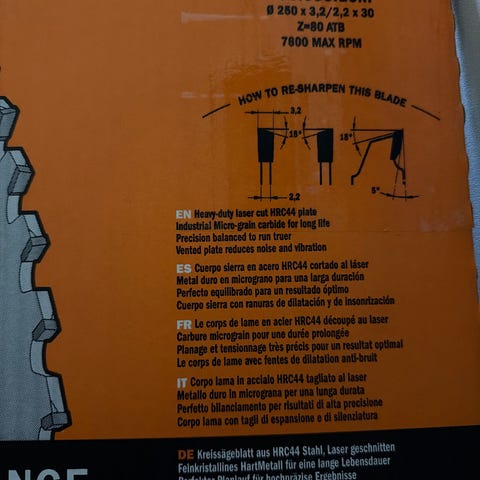 Ø 250 x 3,2/2,2 x 30
Z=80 ATB
7600 MAX RPM
HOW TO RE-SHARPEN THIS BLADE
3,2
15°
15°
2,2
5°
EN Heavy-duty laser cut HRC44 plate
Industrial Micro-grain carbide for long life
Precision balanced to run truer
Vented plate reduces noise and vibration
ES Cuerpo sierra en acero HRC44 cortado al láser
Metal duro en micrograno para una larga duración
Perfecto equilibrado para un resultado óptimo
Cuerpo sierra con ranuras de dilatación y de insonrización
FR Le corps de lame en acier HRC44 découpé au laser
Carbure micrograin pour une durée prolongée
Planage et tensionnage très précis pour un resultat optimal
Le corps de lame avec fentes de dilatation anti-bruit
IT Corpo lama in acciaio HRC44 tagliato al laser
Metallo duro in micrograna per una lunga durata
Perfetto bilanciamento per risultati di alta precisione
Corpo lama con tagli di espansione e di silenziatura
DE Kreissägeblatt aus HRC44 Stahl, Laser geschnitten
Feinkristallines HartMetall für eine lange Lebensdauer
Perfekter Planlauf für hochpräzise Ergebnisse